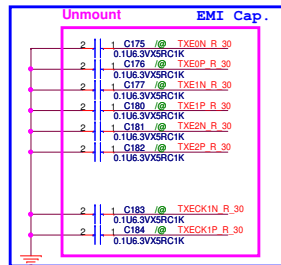 Unmount EMI Cap.
2 1 C175 /@ TXE0N_R_30
0.1U6.3VX5RC1K
2 1 C176 /@ TXE0P_R_30
0.1U6.3VX5RC1K
2 1 C177 /@ TXE1N_R_30
0.1U6.3VX5RC1K
2 1 C180 /@ TXE1P_R_30
0.1U6.3VX5RC1K
2 1 C181 /@ TXE2N_R_30
0.1U6.3VX5RC1K
2 1 C182 /@ TXE2P_R_30
0.1U6.3VX5RC1K
2 1 C183 /@ TXECK1N_R_30
0.1U6.3VX5RC1K
2 1 C184 /@ TXECK1P_R_30
0.1U6.3VX5RC1K